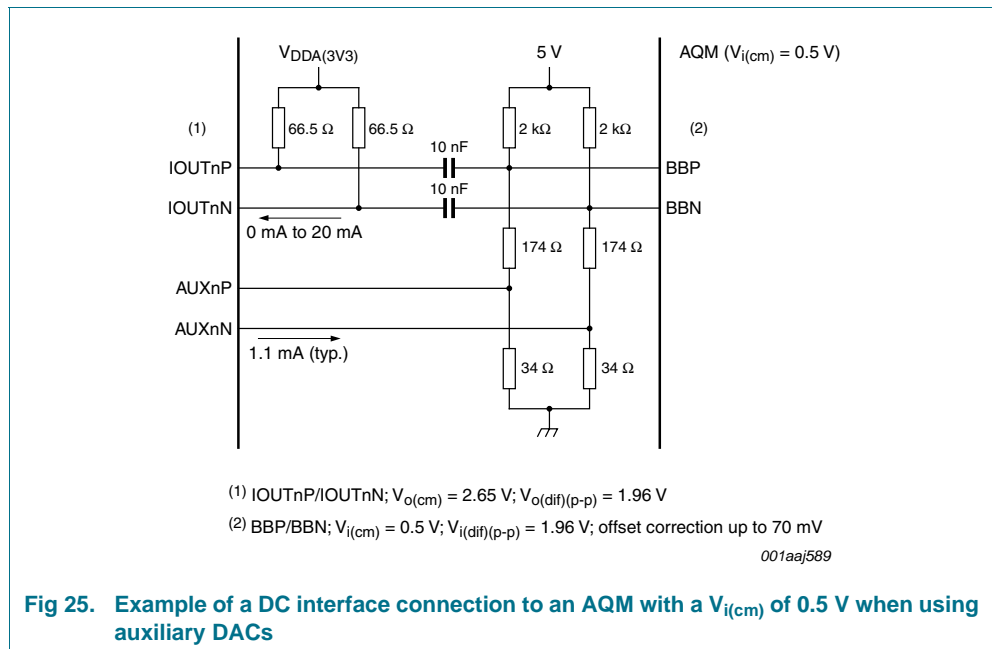 V_DDA(3V3)
5 V
AQM (V_i(cm) = 0.5 V)
(1)
66.5 Ω
66.5 Ω
2 kΩ
2 kΩ
(2)
10 nF
IOUTnP
BBP
10 nF
IOUTnN
BBN
0 mA to 20 mA
174 Ω
174 Ω
AUXnP
AUXnN
1.1 mA (typ.)
34 Ω
34 Ω
(1) IOUTnP/IOUTnN; V_o(cm) = 2.65 V; V_o(dif)(p-p) = 1.96 V
(2) BBP/BBN; V_i(cm) = 0.5 V; V_i(dif)(p-p) = 1.96 V; offset correction up to 70 mV
001aaj589
Fig 25. Example of a DC interface connection to an AQM with a V_i(cm) of 0.5 V when using
auxiliary DACs